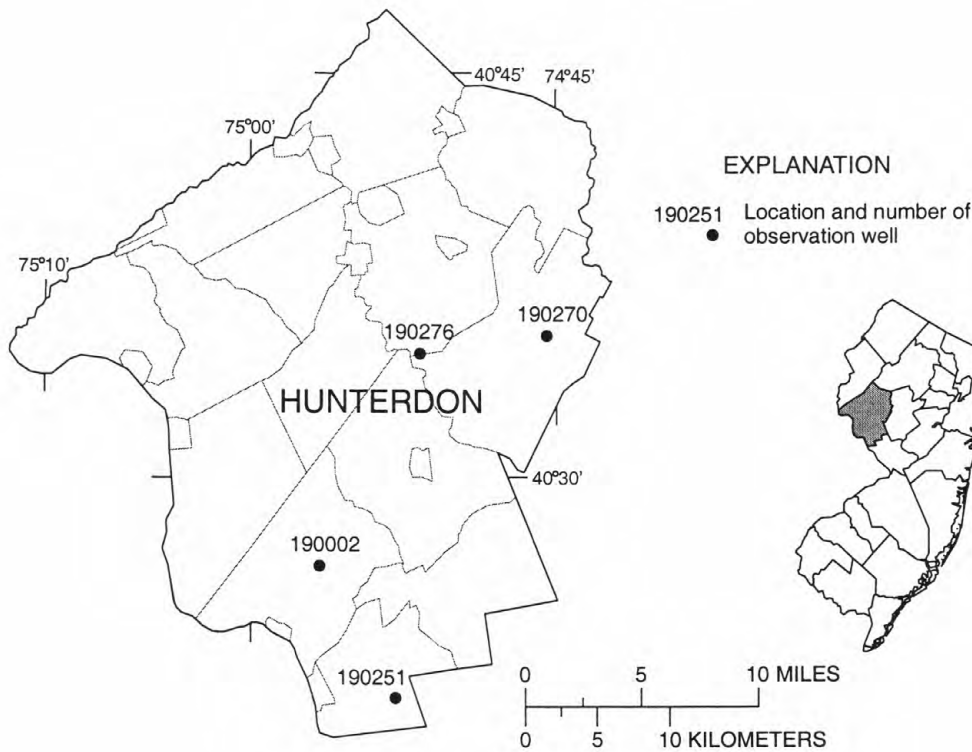 40°45'
74°45'
75°00'
EXPLANATION
190251 Location and number of
observation well
75°10'
190270
190276
HUNTERDON
40°30'
190002
190251
0 5 10 MILES
0 5 10 KILOMETERS